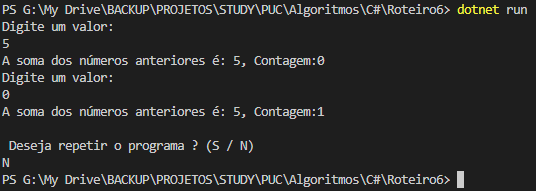 PS G:\My Drive\BACKUP\PROJETOS\STUDY\PUC\Algoritmos\C#\Roteiro6> dotnet run
Digite um valor:
5
A soma dos números anteriores é: 5, Contagem:0
Digite um valor:
0
A soma dos números anteriores é: 5, Contagem:1
Deseja repetir o programa ? (S / N)
N
PS G:\My Drive\BACKUP\PROJETOS\STUDY\PUC\Algoritmos\C#\Roteiro6>